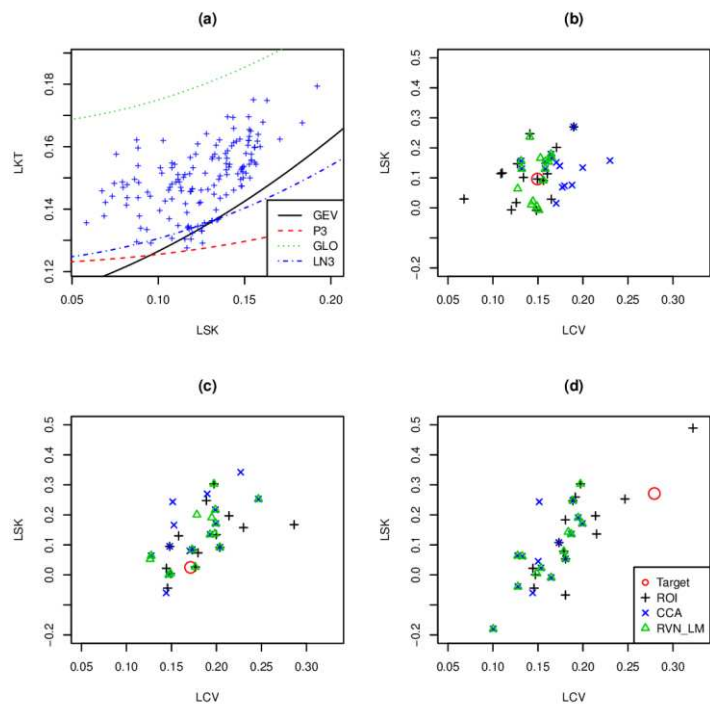 (a)
LKT
0.12
0.14
0.16
0.18
GEV
P3
GLO
LN3
0.05 0.10 0.15 0.20
LSK
(b)
LSK
-0.2
0.0
0.1
0.2
0.3
0.4
0.5
0.05 0.10 0.15 0.20 0.25 0.30
LCV
(c)
LSK
-0.2
0.0
0.1
0.2
0.3
0.4
0.5
0.05 0.10 0.15 0.20 0.25 0.30
LCV
(d)
LSK
-0.2
0.0
0.1
0.2
0.3
0.4
0.5
Target
ROI
CCA
RVN_LM
0.05 0.10 0.15 0.20 0.25 0.30
LCV